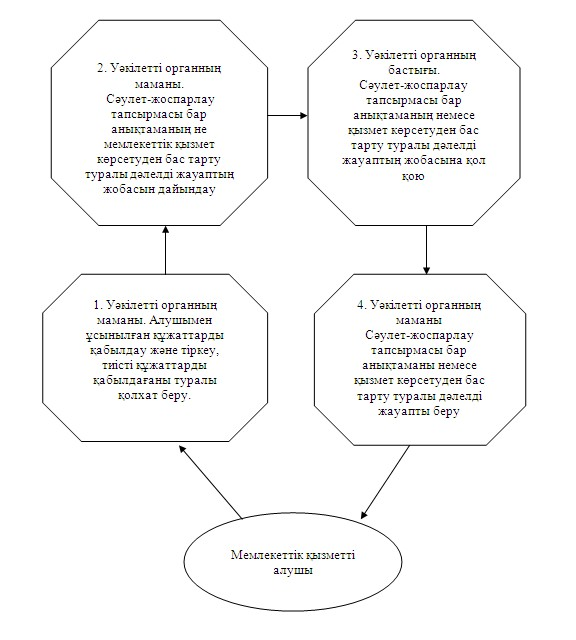 2. Уәкілетті органның
маманы.
Сәулет-жоспарлау
тапсырмасы бар
анықтаманың не
мемлекеттік қызмет
көрсетуден бас тарту
туралы дәлелді жауаптың
жобасын дайындау
3. Уәкілетті органның
бастығы.
Сәулет-жоспарлау
тапсырмасы бар
анықтаманың немесе
қызмет көрсетуден бас
тарту туралы дәлелді
жауаптың жобасына қол
қою
1. Уәкілетті органның
маманы. Алушымен
ұсынылған құжаттарды
қабылдау және тіркеу,
тиісті құжаттарды
қабылдағаны туралы
қолхат беру.
4. Уәкілетті органның
маманы
Сәулет-жоспарлау
тапсырмасы бар
анықтаманы немесе
қызмет көрсетуден бас
тарту туралы дәлелді
жауапты беру
Мемлекеттік қызметті
алушы